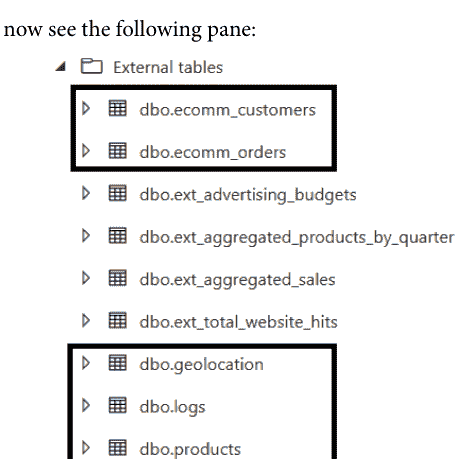 now see the following pane:
External tables
dbo.ecomm_customers
dbo.ecomm_orders
dbo.ext_advertising_budgets
dbo.ext_aggregated_products_by_quarter
dbo.ext_aggregated_sales
dbo.ext_total_website_hits
dbo.geolocation
dbo.logs
dbo.products